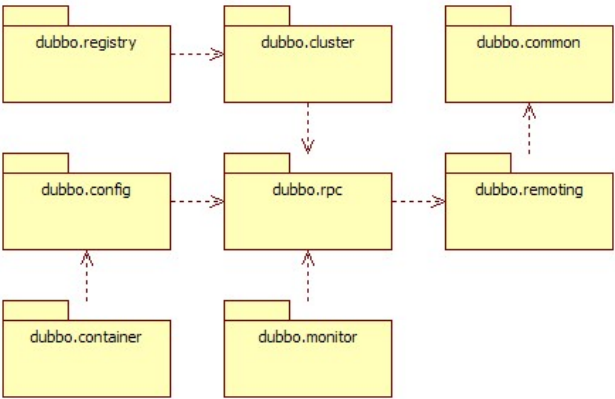 dubbo.registry
dubbo.cluster
dubbo.common
dubbo.config
dubbo.rpc
dubbo.remoting
dubbo.container
dubbo.monitor